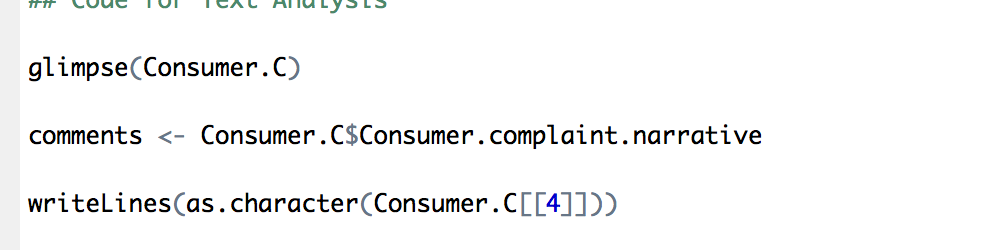 ## Code for Text Analysis
glimpse(Consumer.C)
comments <- Consumer.C$Consumer.complaint.narrative
writeLines(as.character(Consumer.C[[4]]))